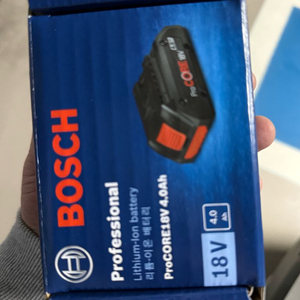 BOSCH
Professional
Lithium-Ion battery
리튬-이온 배터리
ProCORE18V 4.0Ah
18V
4.0
Ah
ProCORE18V